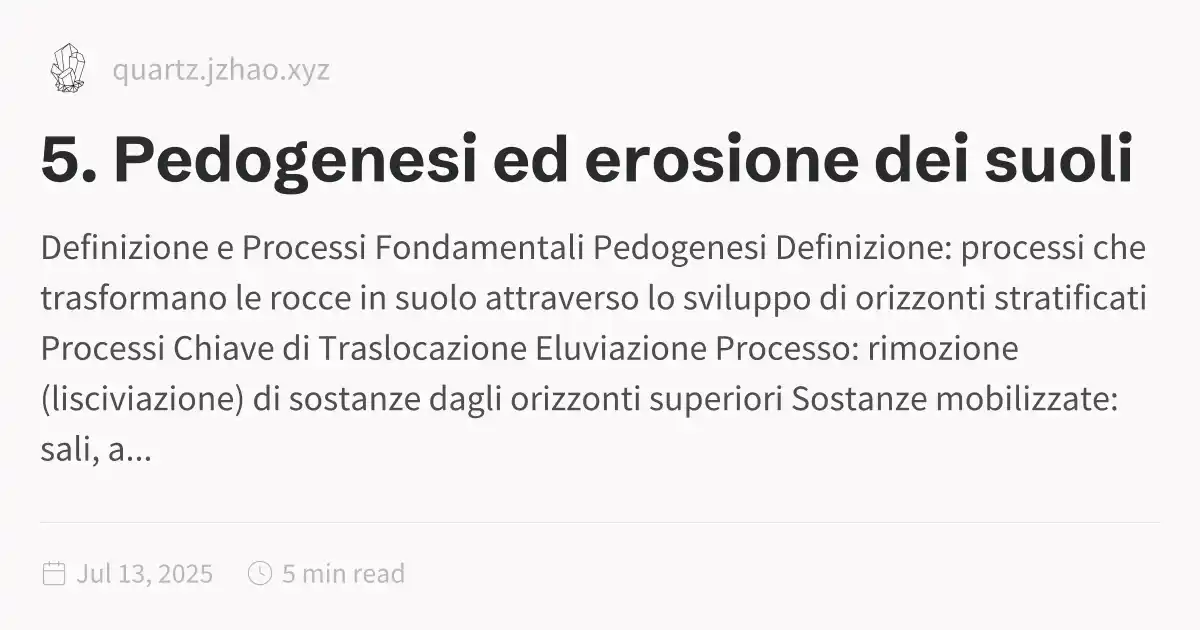 quartz.jzhao.xyz
5. Pedogenesi ed erosione dei suoli
Definizione e Processi Fondamentali Pedogenesi Definizione: processi che
trasformano le rocce in suolo attraverso lo sviluppo di orizzonti stratificati
Processi Chiave di Traslocazione Eluviazione Processo: rimozione
(lisciviazione) di sostanze dagli orizzonti superiori Sostanze mobilizzate:
sali, a...
Jul 13, 2025 5 min read